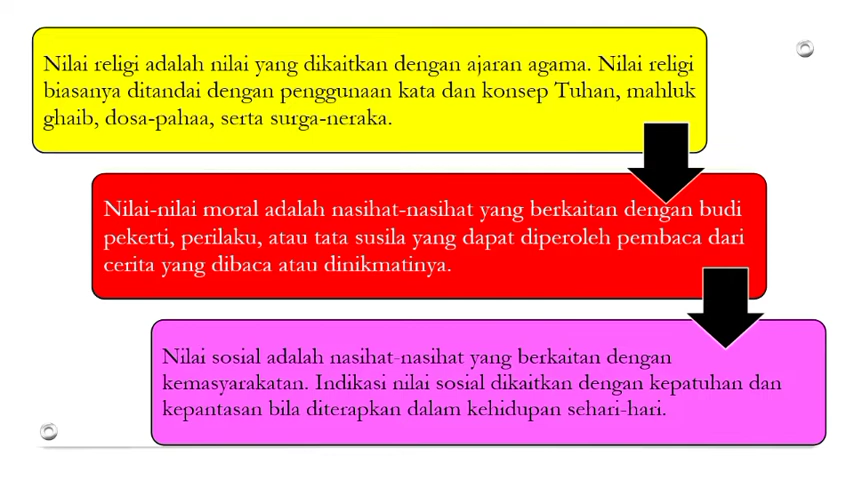 Nilai religi adalah nilai yang dikaitkan dengan ajaran agama. Nilai religi
biasanya ditandai dengan penggunaan kata dan konsep Tuhan, mahluk
ghaib, dosa-pahaa, serta surga-neraka.
Nilai-nilai moral adalah nasihat-nasihat yang berkaitan dengan budi
pekerti, perilaku, atau tata susila yang dapat diperoleh pembaca dari
cerita yang dibaca atau dinikmatinya.
Nilai sosial adalah nasihat-nasihat yang berkaitan dengan
kemasyarakatan. Indikasi nilai sosial dikaitkan dengan kepatuhan dan
kepantasan bila diterapkan dalam kehidupan sehari-hari.